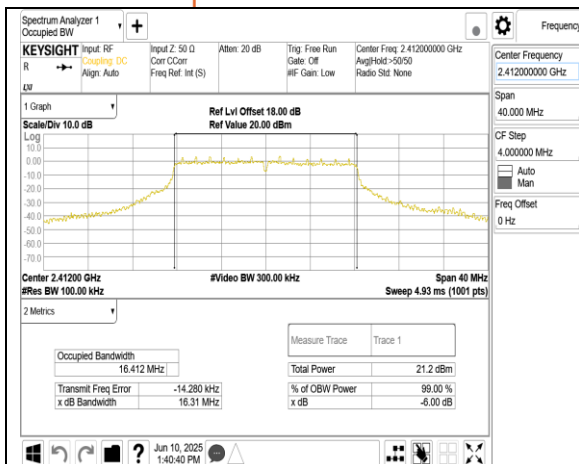 Spectrum Analyzer 1
Occupied BW
Frequency
KEYSIGHT
R
Input: RF
Coupling: DC
Align: Auto
Input Z: 50 Ω
Corr CCorr
Freq Ref: Int (S)
Atten: 20 dB
Trig: Free Run
Gate: Off
#IF Gain: Low
Center Freq: 2.412000000 GHz
Avg|Hold:>50/50
Radio Std: None
Center Frequency
2.41200000 GHz
Span
40.000 MHz
CF Step
4.000000 MHz
Auto
Man
Freq Offset
0 Hz
1 Graph
Scale/Div 10.0 dB
Ref Lvl Offset 18.00 dB
Ref Value 20.00 dBm
Log
10.0
0.00
-10.0
-20.0
-30.0
-40.0
-50.0
-60.0
-70.0
Center 2.41200 GHz
#Video BW 300.00 kHz
Span 40 MHz
#Res BW 100.00 kHz
Sweep 4.93 ms (1001 pts)
2 Metrics
Measure Trace
Trace 1
Occupied Bandwidth
16.412 MHz
Total Power
21.2 dBm
Transmit Freq Error
-14.280 kHz
% of OBW Power
99.00 %
x dB Bandwidth
16.31 MHz
x dB
-6.00 dB
?
Jun 10, 2025
1:40:40 PM